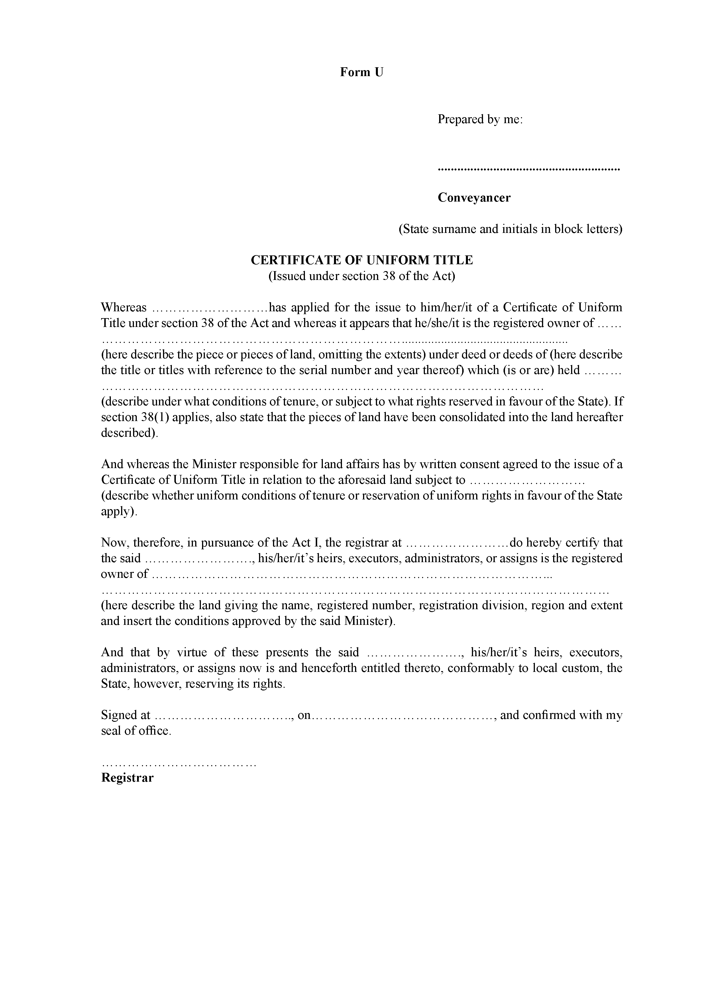 Form U
Prepared by me:
........................................................
Conveyancer
(State surname and initials in block letters)
CERTIFICATE OF UNIFORM TITLE
(Issued under section 38 of the Act)
Whereas ………………………has applied for the issue to him/her/it of a Certificate of Uniform
Title under section 38 of the Act and whereas it appears that he/she/it is the registered owner of ……
……………………………………………………………..................................................
(here describe the piece or pieces of land, omitting the extents) under deed or deeds of (here describe
the title or titles with reference to the serial number and year thereof) which (is or are) held ………
…………………………………………………………………………………………
(describe under what conditions of tenure, or subject to what rights reserved in favour of the State). If
section 38(1) applies, also state that the pieces of land have been consolidated into the land hereafter
described).
And whereas the Minister responsible for land affairs has by written consent agreed to the issue of a
Certificate of Uniform Title in relation to the aforesaid land subject to ………………………
(describe whether uniform conditions of tenure or reservation of uniform rights in favour of the State
apply).
Now, therefore, in pursuance of the Act I, the registrar at ……………………do hereby certify that
the said ……………………., his/her/it’s heirs, executors, administrators, or assigns is the registered
owner of ………………………………………………………………………………...
………………………………………………………………………………………………………
(here describe the land giving the name, registered number, registration division, region and extent
and insert the conditions approved by the said Minister).
And that by virtue of these presents the said …………………., his/her/it’s heirs, executors,
administrators, or assigns now is and henceforth entitled thereto, conformably to local custom, the
State, however, reserving its rights.
Signed at ………………………….., on……………………………………, and confirmed with my
seal of office.
………………………………
Registrar